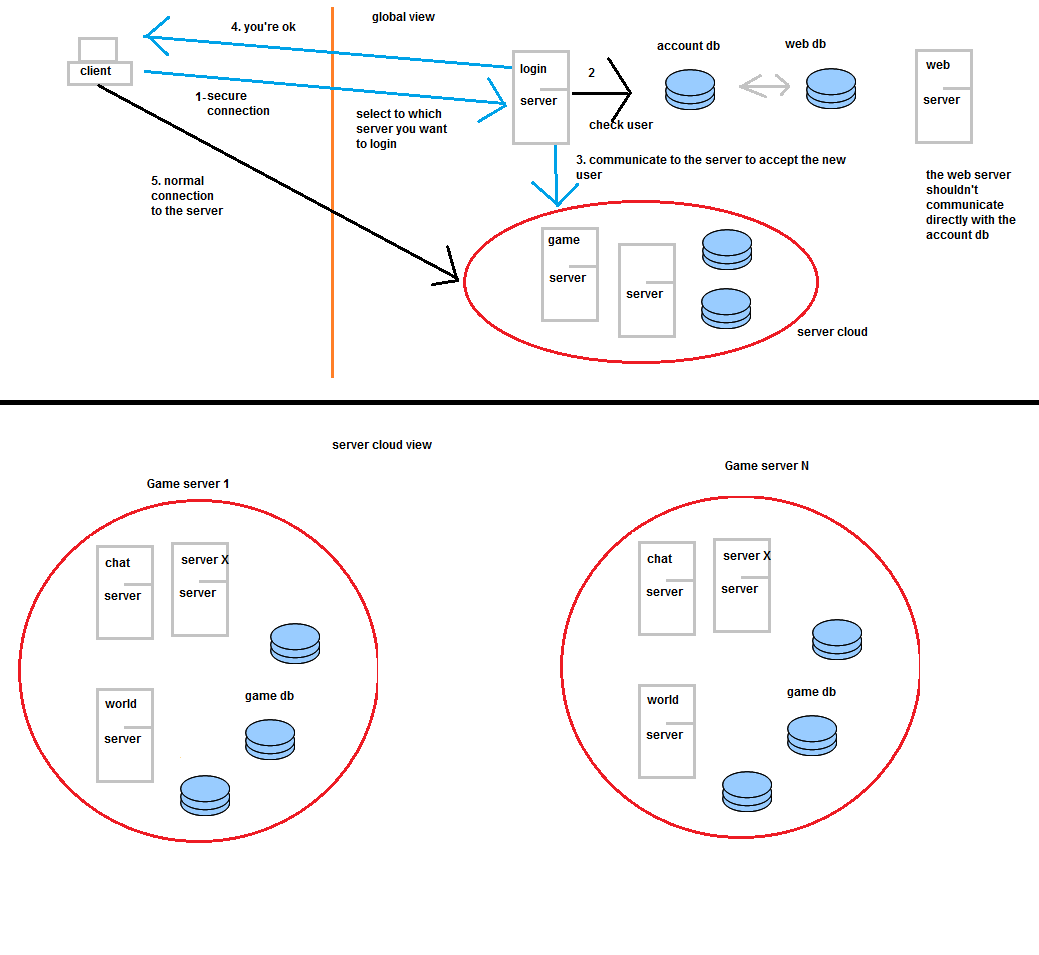 global view
4. you're ok
client
1-secure
connection
select to which
server you want
to login
login
server
2
check user
account db
web db
web
server
3. communicate to the server to accept the new
user
the web server
shouldn't
communicate
directly with the
account db
5. normal
connection
to the server
game
server
server
server cloud
server cloud view
Game server 1
chat
server
server X
server
game db
world
server
Game server N
chat
server
server X
server
game db
world
server